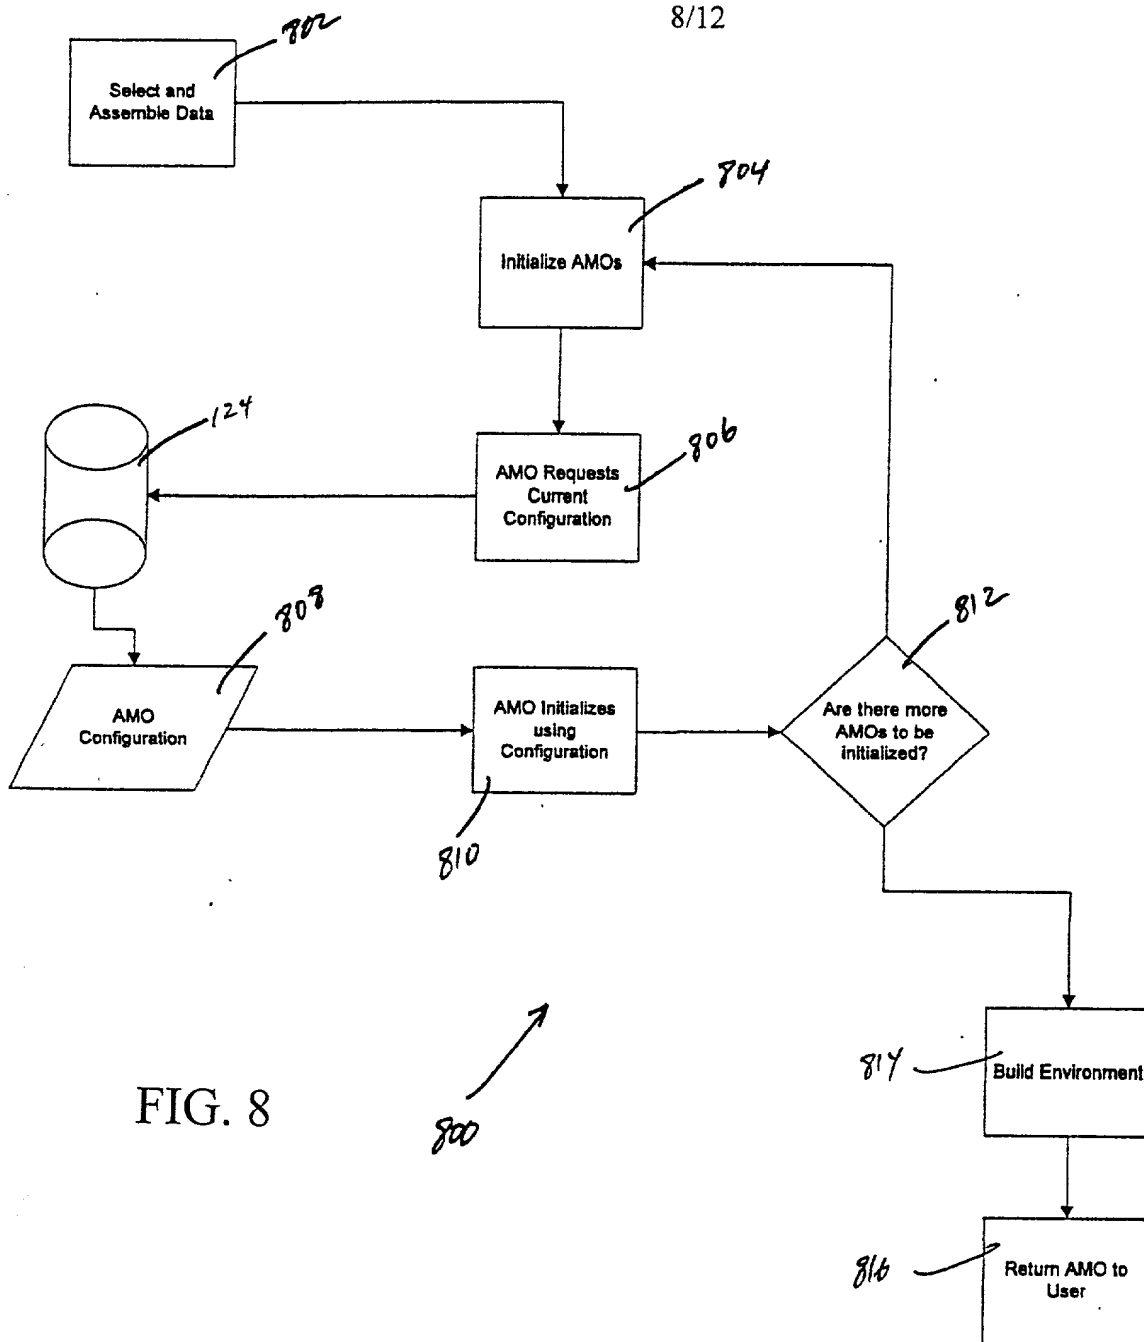 8/12
802
Select and
Assemble Data
804
Initialize AMOs
124
806
AMO Requests
Current
Configuration
808
812
AMO
Configuration
AMO Initializes
using
Configuration
Are there more
AMOs to be
initialized?
810
814
Build Environment
FIG. 8
800
816
Return AMO to
User